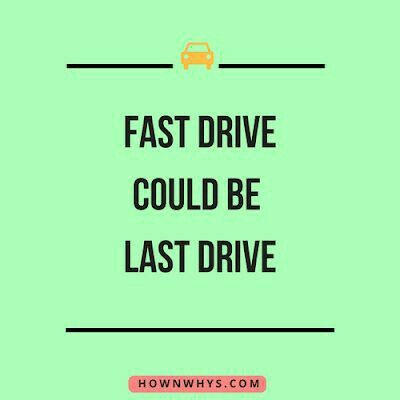 FAST DRIVE
COULD BE
LAST DRIVE
HOWNWHYS.COM